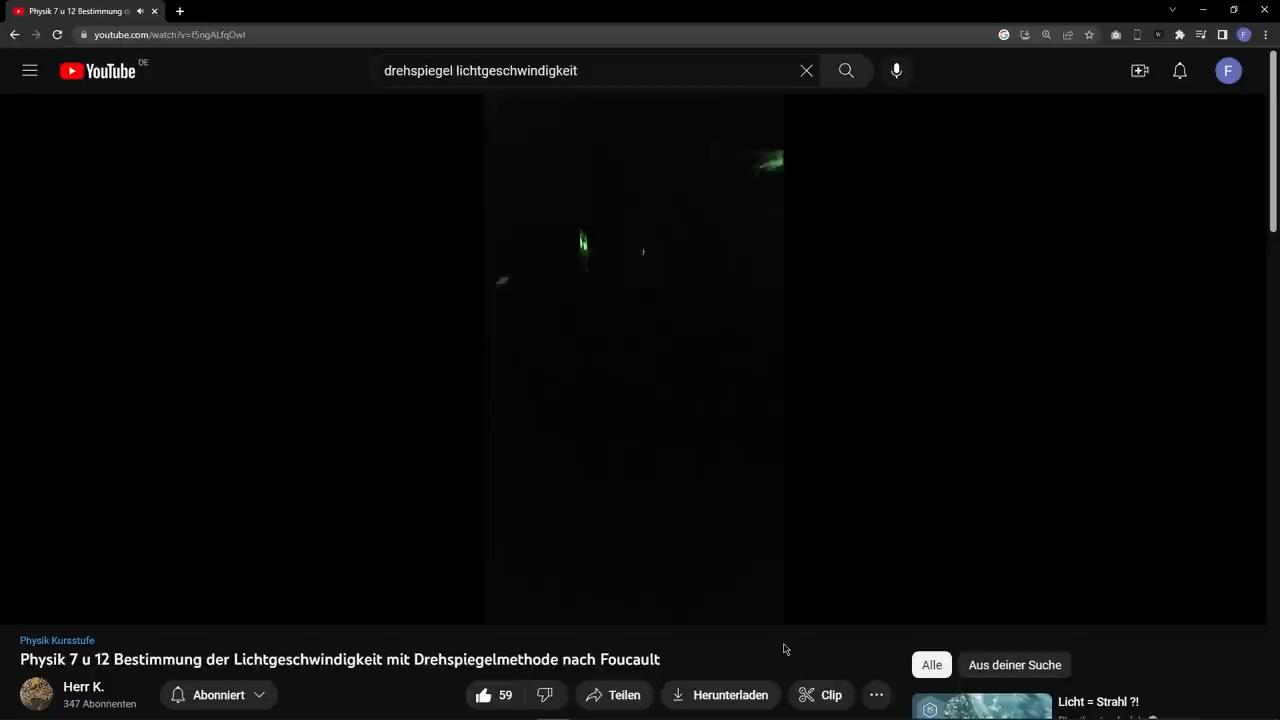 Physik 7 u 12 Bestimmung d
youtube.com/watch?v=f5ngALfqOwI
F
YouTube DE
drehspiegel lichtgeschwindigkeit
F
Physik Kursstufe
Physik 7 u 12 Bestimmung der Lichtgeschwindigkeit mit Drehspiegelmethode nach Foucault
Herr K.
347 Abonnenten
Abonniert
59
Teilen
Herunterladen
Clip
Alle
Aus deiner Suche
Licht = Strahl ?!